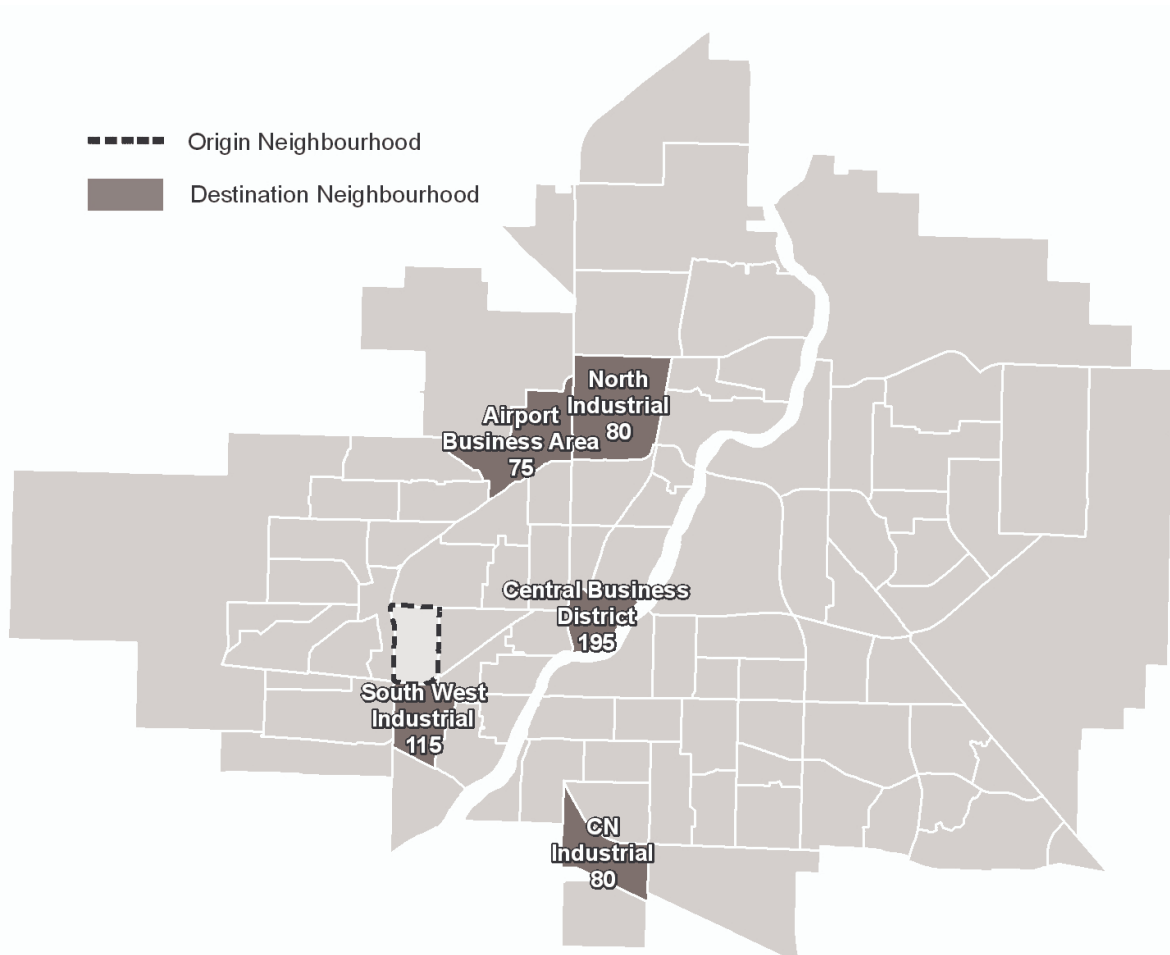 Origin Neighbourhood
Destination Neighbourhood
North
Industrial
80
Airport
Business Area
75
Central Business
District
195
South West
Industrial
115
CN
Industrial
80